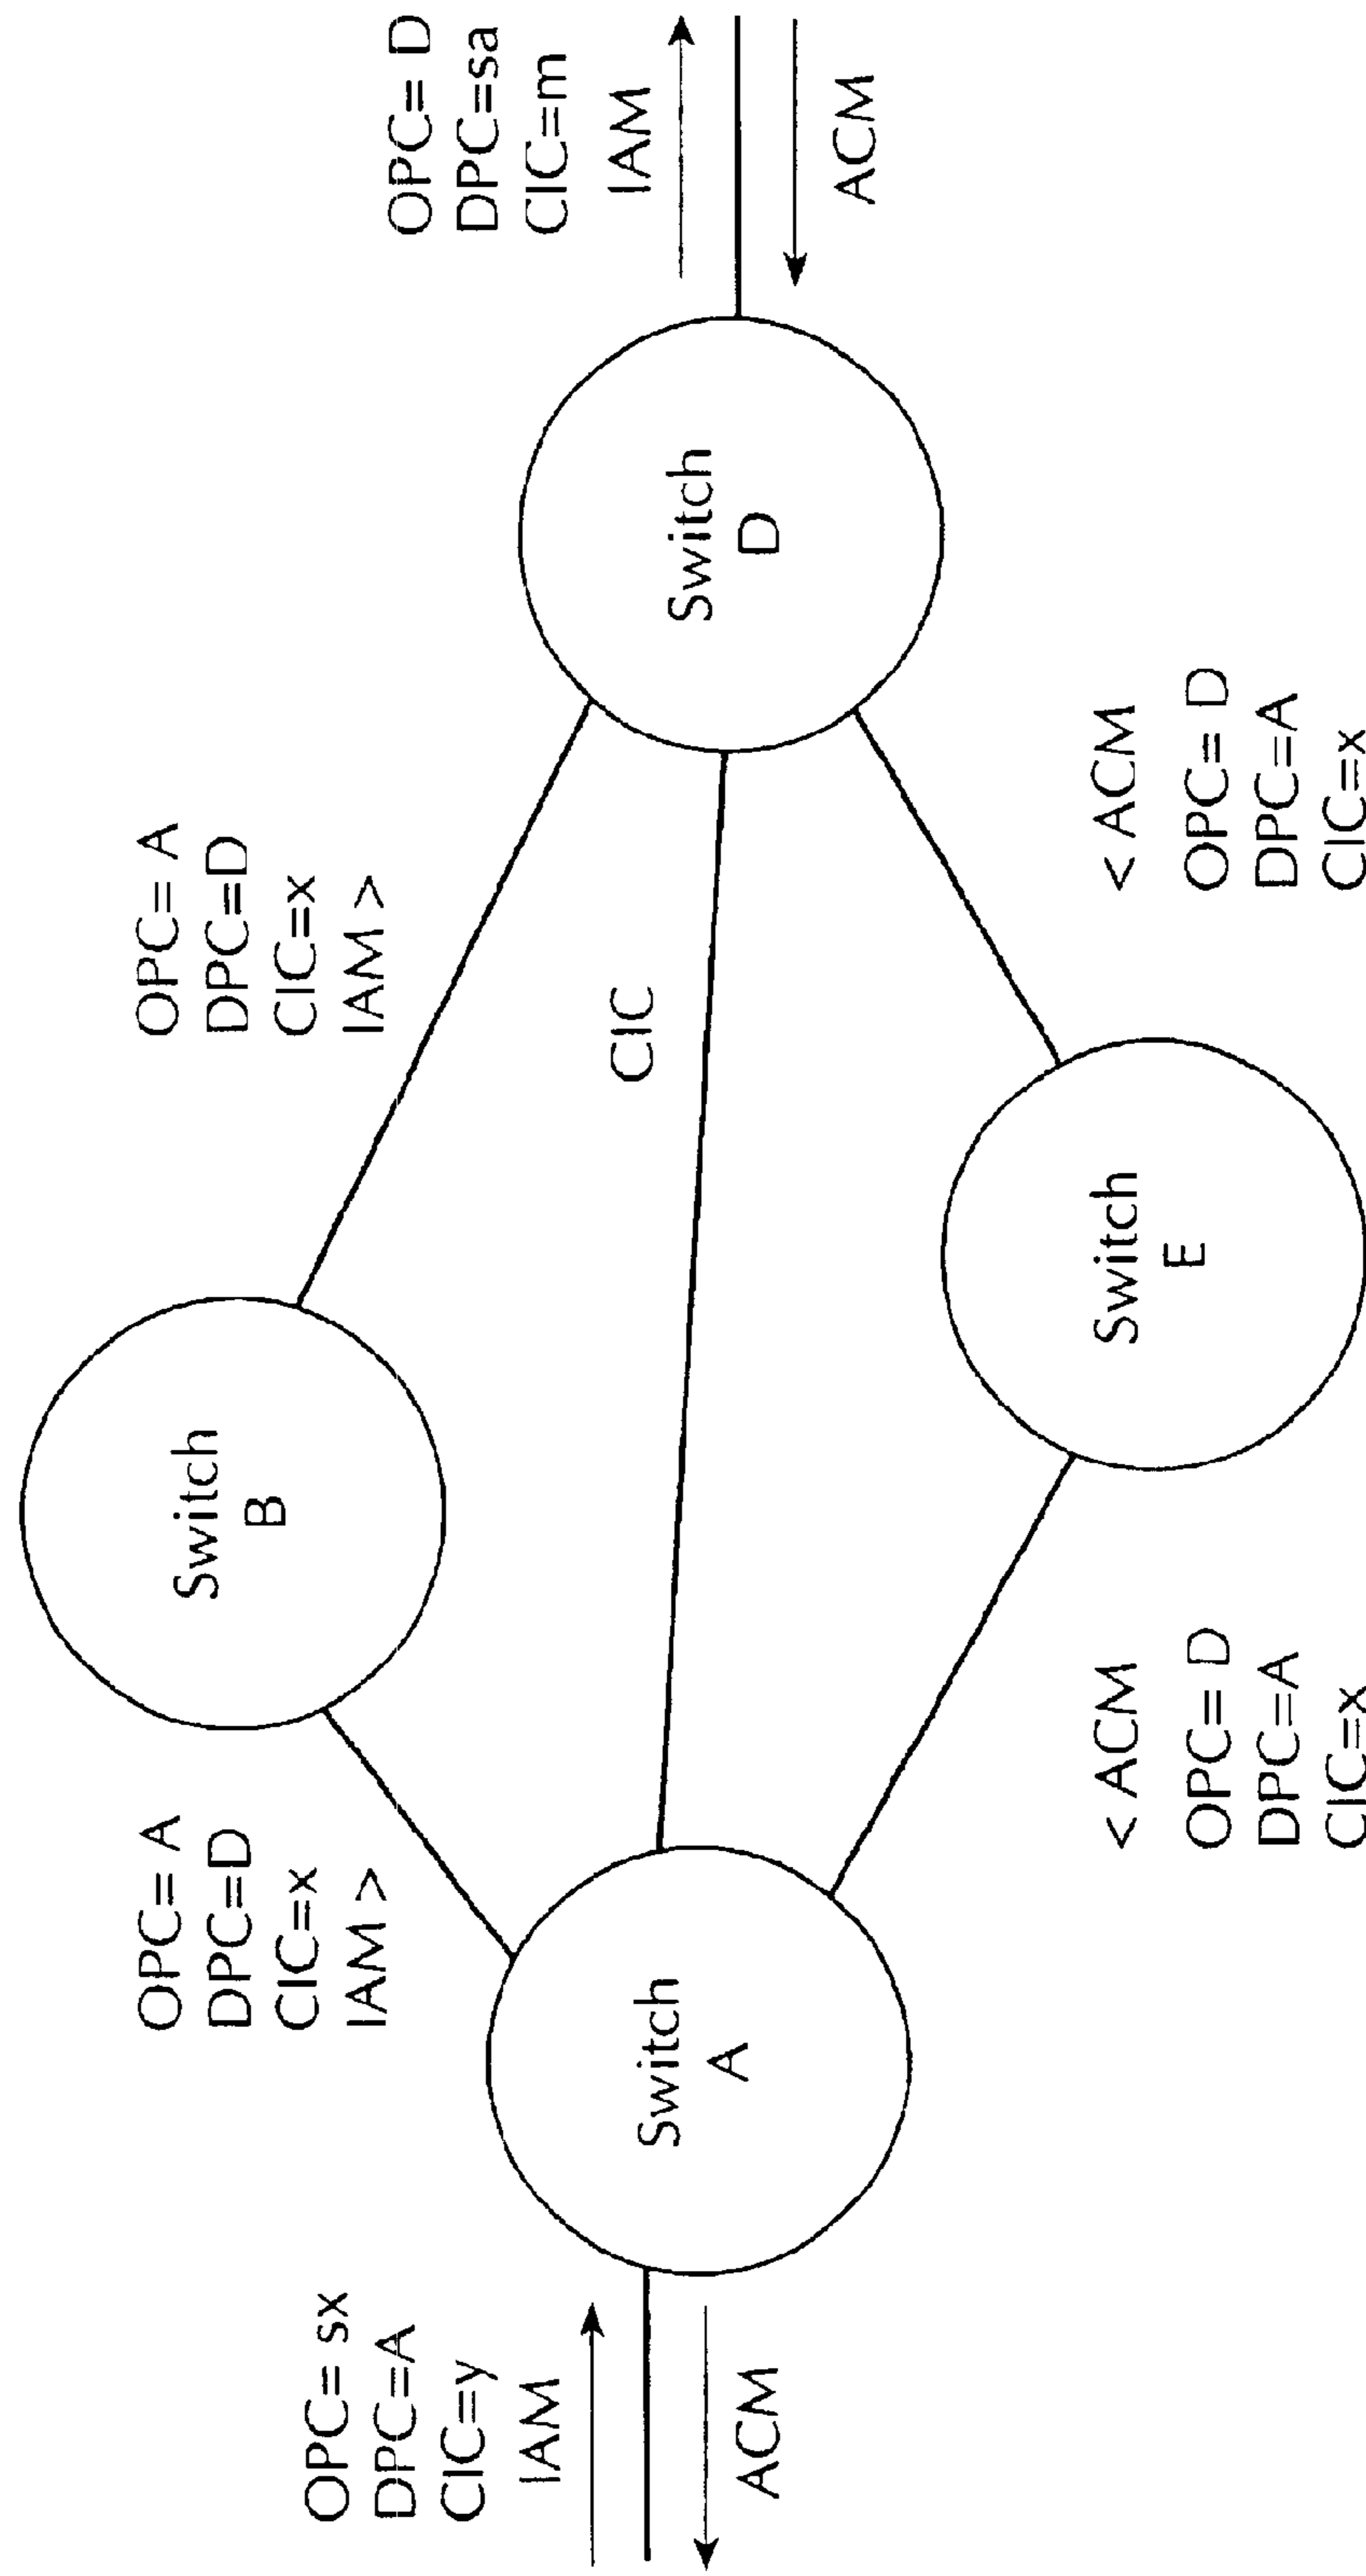 OPC= sx
DPC=A
CIC=y
IAM
ACM
Switch
A
OPC= A
DPC=D
CIC=x
IAM >
Switch
B
OPC= A
DPC=D
CIC=x
IAM >
CIC
< ACM
OPC= D
DPC=A
CIC=x
Switch
E
< ACM
OPC= D
DPC=A
CIC=x
Switch
D
OPC= D
DPC=sa
CIC=m
IAM
ACM